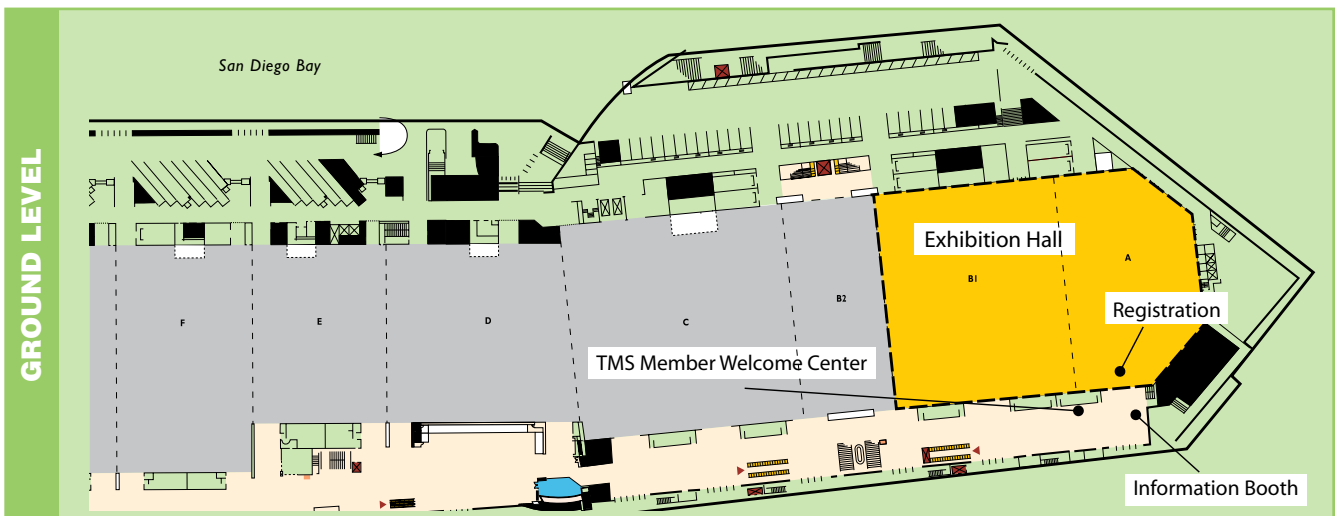 GROUND LEVEL
San Diego Bay
Exhibition Hall
A
B1
B2
Registration
F
E
D
C
TMS Member Welcome Center
Information Booth